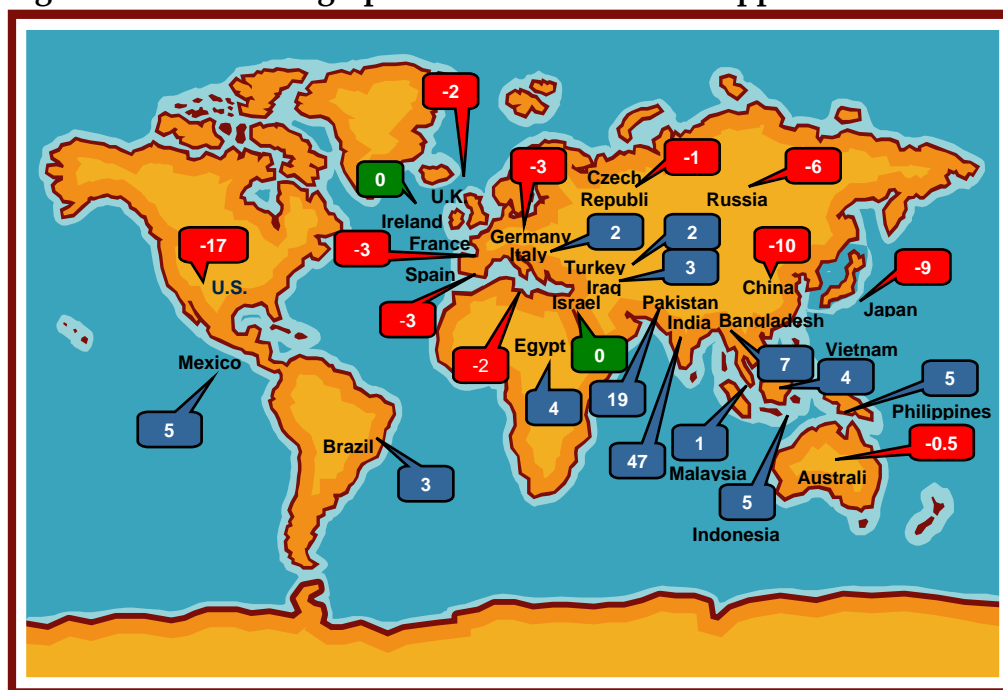 -2
-3
-1
-6
0
Czech
Republi
U.K.
Russia
Ireland
-17
-3
France
Germany
Italy
2
2
-10
U.S.
Spain
Turkey
Iraq
3
China
-9
-3
Israel
Pakistan
India
Bangladesh
Japan
Mexico
-2
Egypt
0
7
Vietnam
4
5
5
4
19
Philippines
Brazil
3
47
1
Malaysia
-0.5
Australi
5
Indonesia